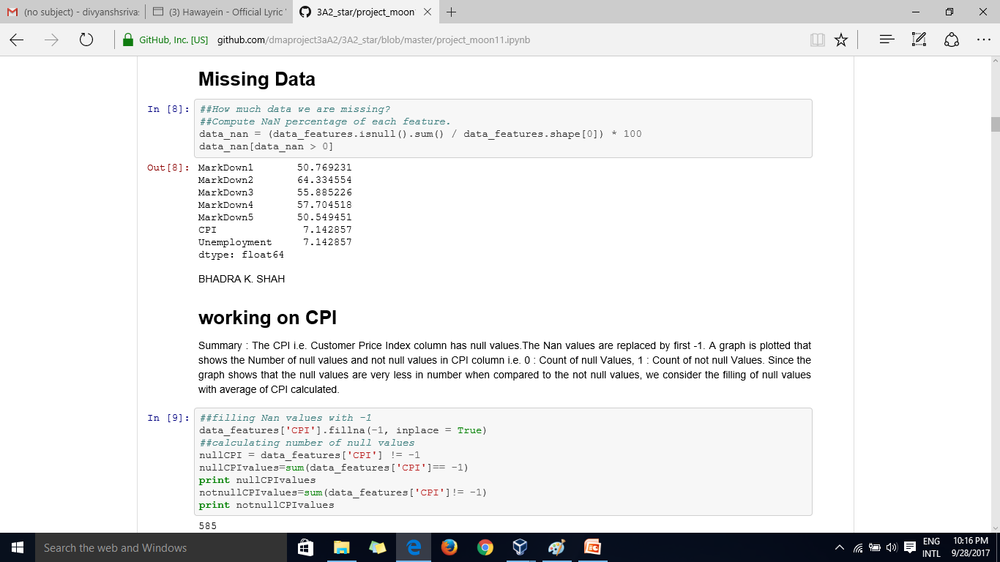 (no subject) - divyanshsriva
(3) Hawayein - Official Lyric
3A2_star/project_moon
GitHub, Inc. [US] github.com/dmaproject3aA2/3A2_star/blob/master/project_moon11.ipynb
Missing Data
In [8]: ##How much data we are missing?
##Compute NaN percentage of each feature.
data_nan = (data_features.isnull().sum() / data_features.shape[0]) * 100
data_nan[data_nan > 0]
Out[8]: MarkDown1 50.769231
MarkDown2 64.334554
MarkDown3 55.885226
MarkDown4 57.704518
MarkDown5 50.549451
CPI 7.142857
Unemployment 7.142857
dtype: float64
BHADRA K. SHAH
working on CPI
Summary : The CPI i.e. Customer Price Index column has null values.The Nan values are replaced by first -1. A graph is plotted that
shows the Number of null values and not null values in CPI column i.e. 0 : Count of null Values, 1 : Count of not null Values. Since the
graph shows that the null values are very less in number when compared to the not null values, we consider the filling of null values
with average of CPI calculated.
In [9]: ##filling Nan values with -1
data_features['CPI'].fillna(-1, inplace = True)
##calculating number of null values
nullCPI = data_features['CPI'] != -1
nullCPIvalues=sum(data_features['CPI']== -1)
print nullCPIvalues
notnullCPIvalues=sum(data_features['CPI']!= -1)
print notnullCPIvalues
585
Search the web and Windows
ENG
INTL
10:16 PM
9/28/2017